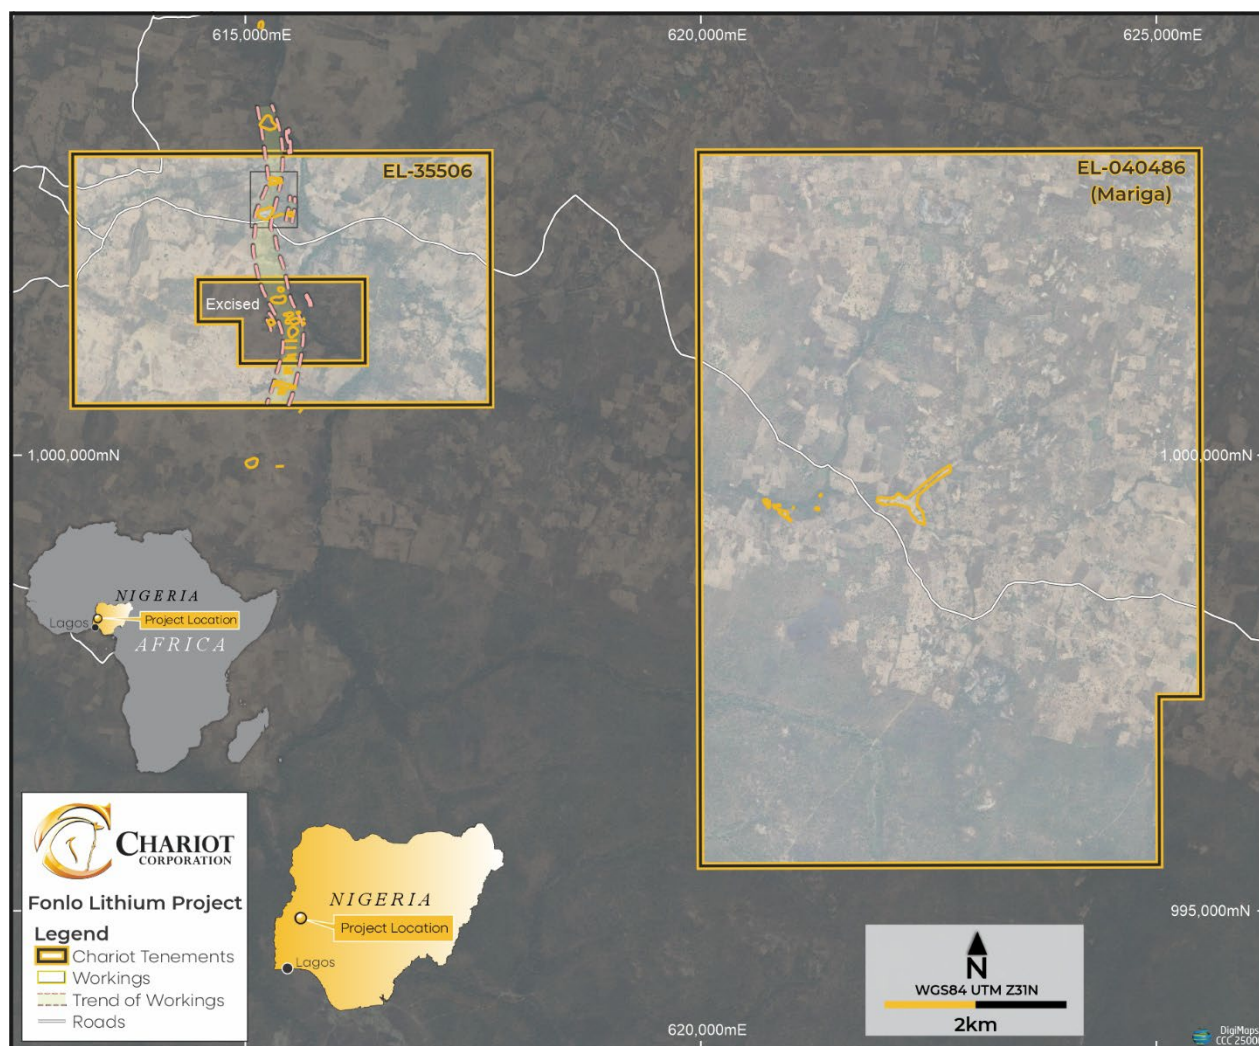 615,000mE
620,000mE
625,000mE
EL-35506
EL-040486
(Mariga)
Excised
1,000,000mN
1,000,000mN
NIGERIA
Project Location
Lagos
AFRICA
CHARIOT
CORPORATION
Fonlo Lithium Project
Legend
Chariot Tenements
Workings
Trend of Workings
Roads
NIGERIA
Project Location
Lagos
995,000mN
N
WGS84 UTM Z31N
2km
620,000mE
DigiMaps